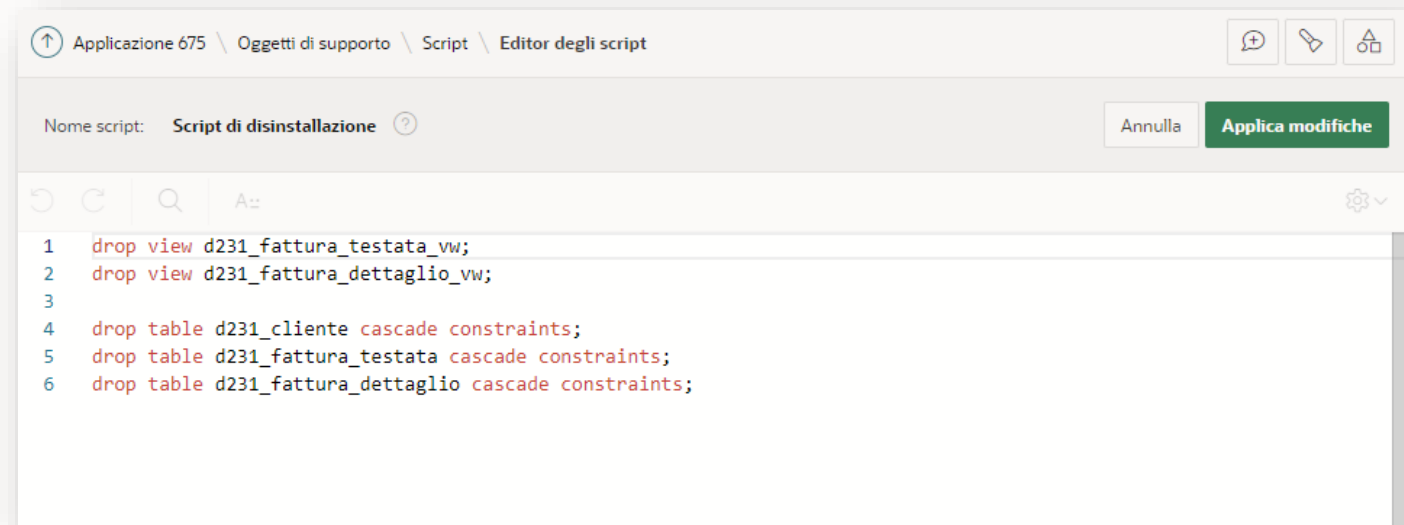 Applicazione 675 \ Oggetti di supporto \ Script \ Editor degli script
Nome script: Script di disinstallazione ?
Annulla
Applica modifiche
A
1 drop view d231_fattura_testata_vw;
2 drop view d231_fattura_dettaglio_vw;
3
4 drop table d231_cliente cascade constraints;
5 drop table d231_fattura_testata cascade constraints;
6 drop table d231_fattura_dettaglio cascade constraints;